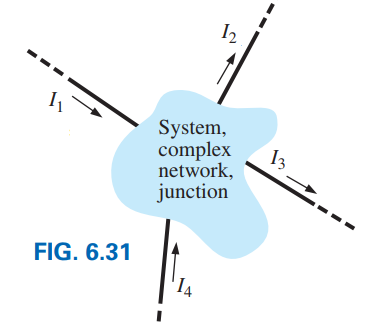 I2
I1
System,
complex
network,
junction
I3
FIG. 6.31
I4